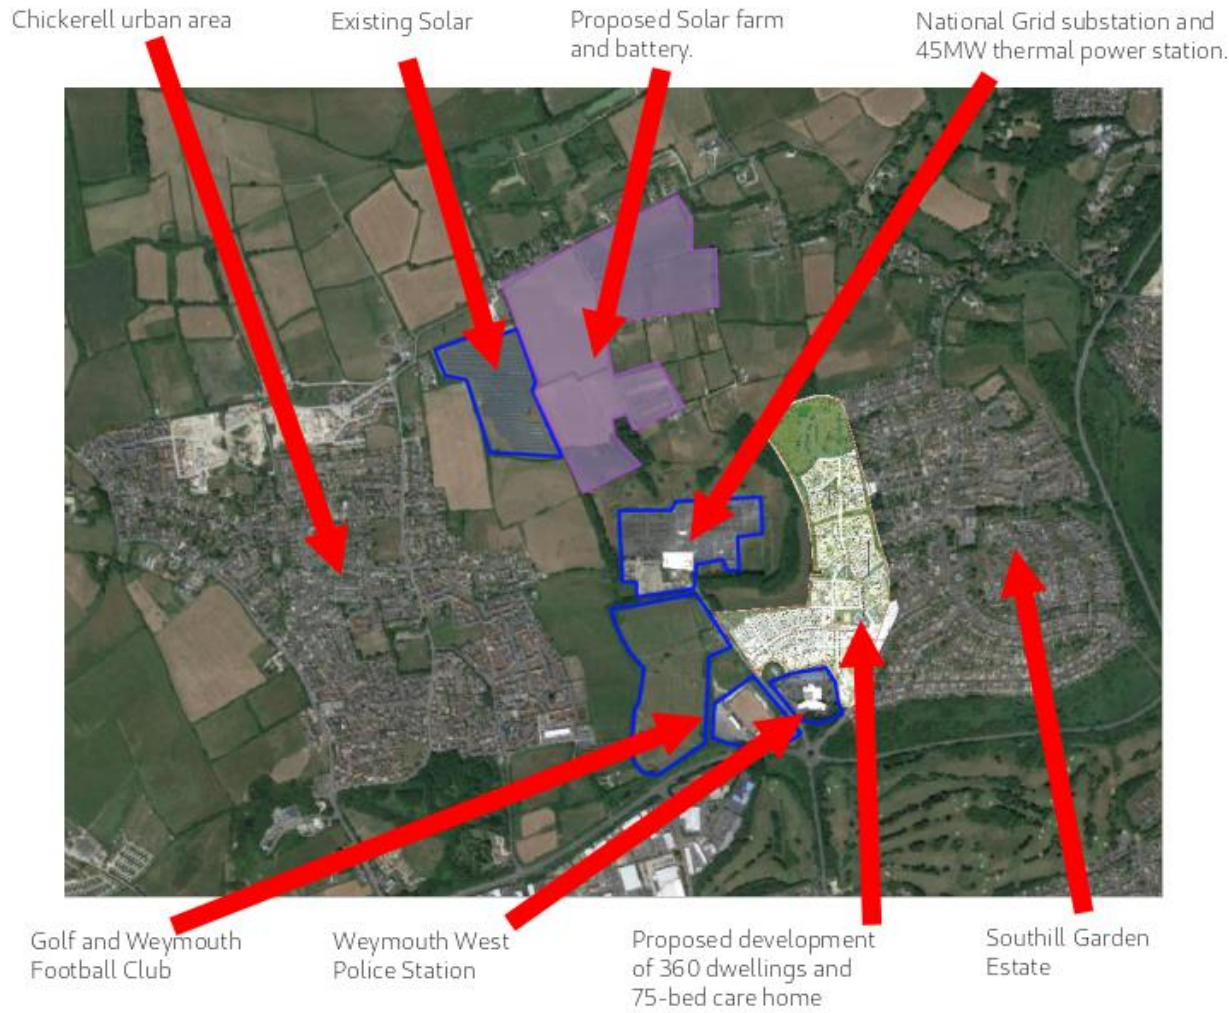 Chickerell urban area
Existing Solar
Proposed Solar farm
and battery.
National Grid substation and
45MW thermal power station.
Golf and Weymouth
Football Club
Weymouth West
Police Station
Proposed development
of 360 dwellings and
75-bed care home
Southill Garden
Estate